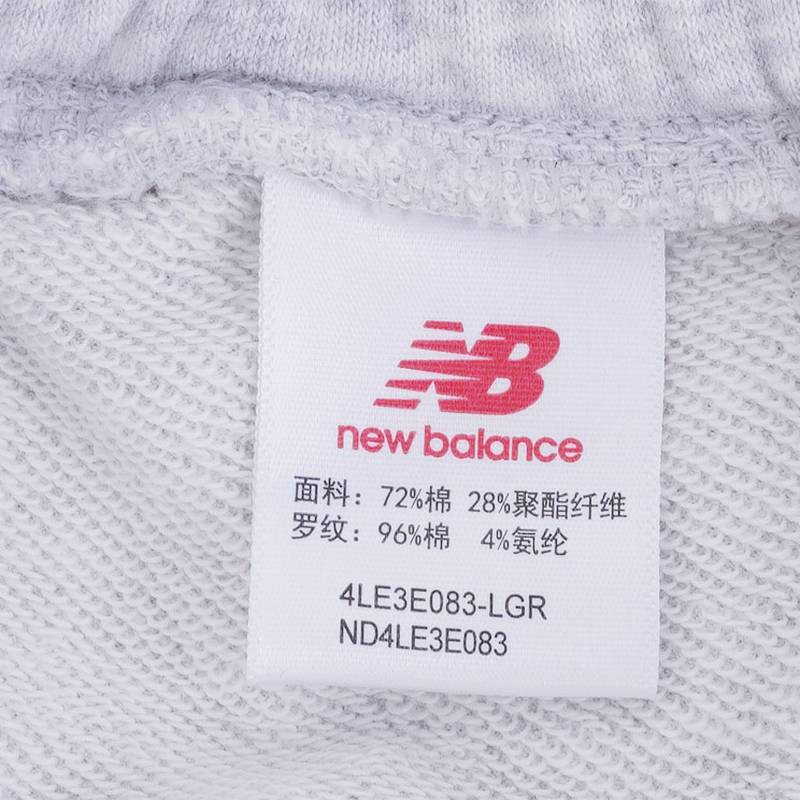 NB
new balance
面料：72%棉 28%聚酯纤维
罗纹：96%棉 4%氨纶
4LE3E083-LGR
ND4LE3E083